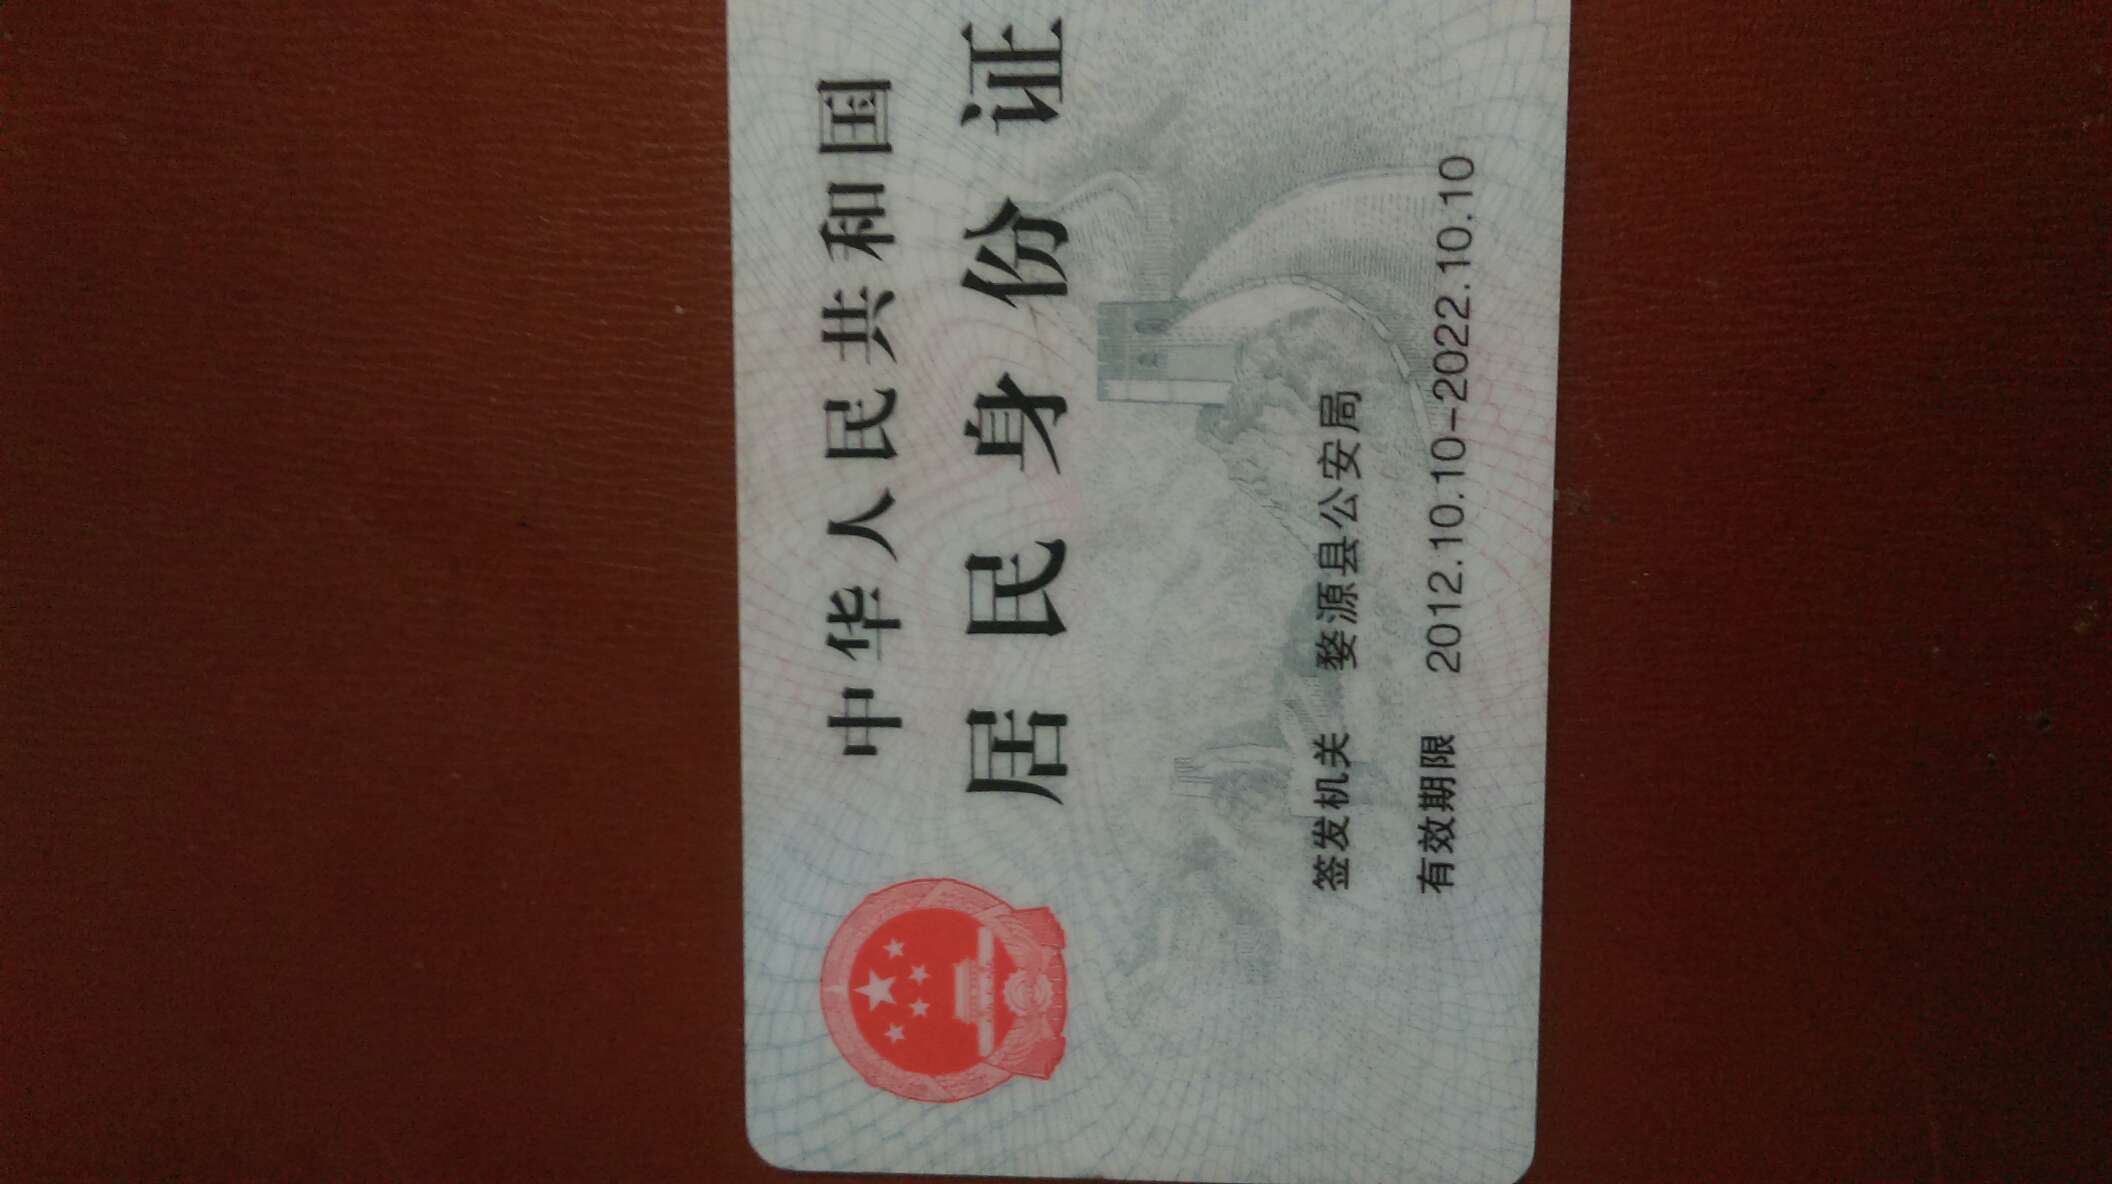 中华人民共和国
居民身份证
签发机关 婺源县公安局
有效期限 2012.10.10-2022.10.10